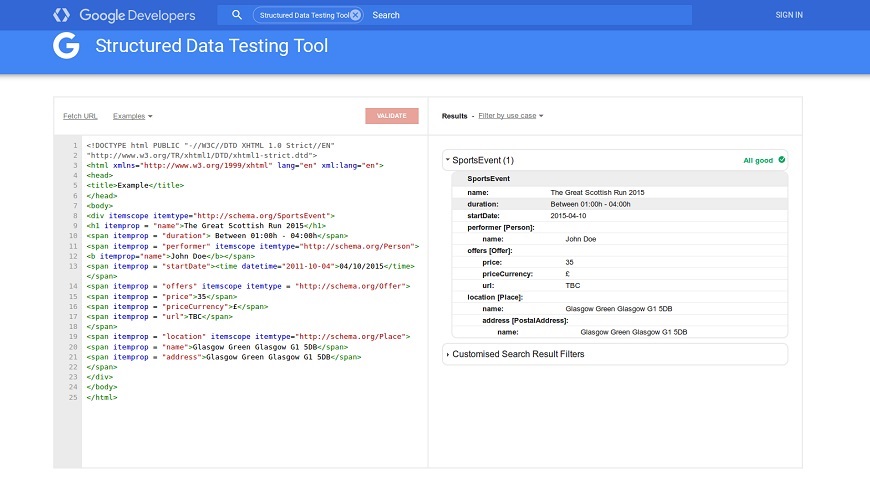 Google Developers
Structured Data Testing Tool
Search
SIGN IN
G Structured Data Testing Tool
Fetch URL
Examples
VALIDATE
1 <!DOCTYPE html PUBLIC "-//W3C//DTD XHTML 1.0 Strict//EN"
2 "http://www.w3.org/TR/xhtml1/DTD/xhtml1-strict.dtd">
3 <html xmlns="http://www.w3.org/1999/xhtml" lang="en" xml:lang="en">
4 <head>
5 <title>Example</title>
6 </head>
7 <body>
8 <div itemscope itemtype="http://schema.org/SportsEvent">
9 <h1 itemprop = "name">The Great Scottish Run 2015</h1>
10 <span itemprop = "duration"> Between 01:00h - 04:00h</span>
11 <span itemprop = "performer" itemscope itemtype="http://schema.org/Person">
12 <b itemprop="name">John Doe</b></span>
13 <span itemprop = "startDate"><time datetime="2011-10-04">04/10/2015</time>
</span>
14 <span itemprop = "offers" itemscope itemtype = "http://schema.org/Offer">
15 <span itemprop = "price">35</span>
16 <span itemprop = "priceCurrency">£</span>
17 <span itemprop = "url">TBC</span>
18 </span>
19 <span itemprop = "location" itemscope itemtype="http://schema.org/Place">
20 <span itemprop = "name">Glasgow Green Glasgow G1 5DB</span>
21 <span itemprop = "address">Glasgow Green Glasgow G1 5DB</span>
22 </span>
23 </div>
24 </body>
25 </html>
Results - Filter by use case
SportsEvent (1)
All good
SportsEvent
name: The Great Scottish Run 2015
duration: Between 01:00h - 04:00h
startDate: 2015-04-10
performer [Person]:
name: John Doe
offers [Offer]:
price: 35
priceCurrency: £
url: TBC
location [Place]:
name: Glasgow Green Glasgow G1 5DB
address [PostalAddress]:
name: Glasgow Green Glasgow G1 5DB
Customised Search Result Filters